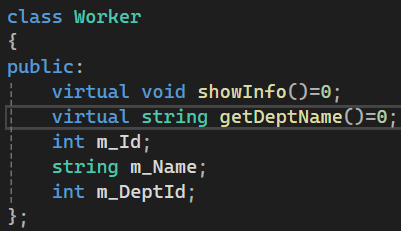 class Worker
{
public:
    virtual void showInfo()=0;
    virtual string getDeptName()=0;
    int m_Id;
    string m_Name;
    int m_DeptId;
};